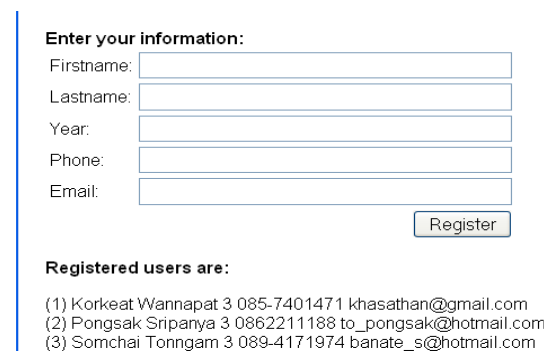 Enter your information:
Firstname:
Lastname:
Year:
Phone:
Email:
Register
Registered users are:
(1) Korkeat Wannapat 3 085-7401471 khasathan@gmail.com
(2) Pongsak Sripanya 3 0862211188 to_pongsak@hotmail.com
(3) Somchai Tonngam 3 089-4171974 banate_s@hotmail.com